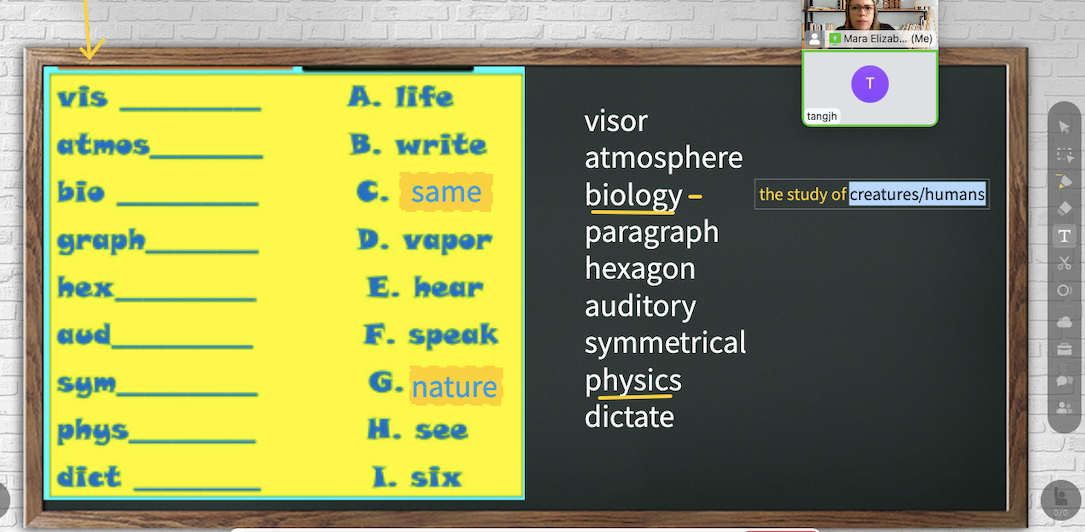 Mara Elizab... (Me)
T
tangjh
vis ________ A. life
atmos________ B. write
bio ________ C. same
graph________ D. vapor
hex________ E. hear
aud________ F. speak
sym________ G. nature
phys________ H. see
dict ________ I. six
visor
atmosphere
biology –
the study of creatures/humans
paragraph
hexagon
auditory
symmetrical
physics
dictate
T
0/0